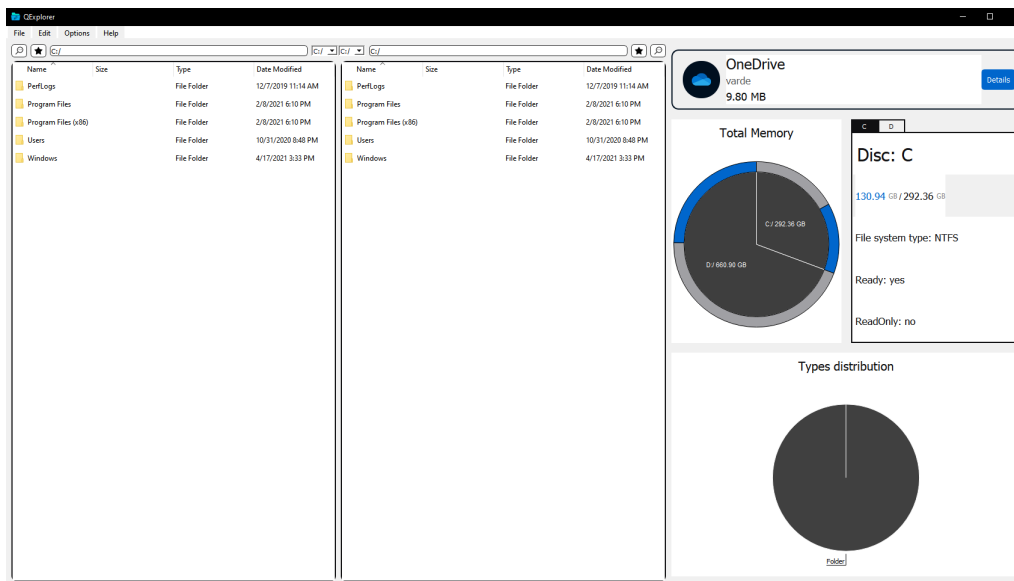 QExplorer
File Edit Options Help
C:/ C:/ C:/ C:/
Name Size Type Date Modified
PerfLogs File Folder 12/7/2019 11:14 AM
Program Files File Folder 2/8/2021 6:10 PM
Program Files (x86) File Folder 2/8/2021 6:10 PM
Users File Folder 10/31/2020 8:48 PM
Windows File Folder 4/17/2021 3:33 PM
Name Size Type Date Modified
PerfLogs File Folder 12/7/2019 11:14 AM
Program Files File Folder 2/8/2021 6:10 PM
Program Files (x86) File Folder 2/8/2021 6:10 PM
Users File Folder 10/31/2020 8:48 PM
Windows File Folder 4/17/2021 3:33 PM
OneDrive
varde
9.80 MB
Details
Total Memory
C:/ 292.36 GB
D:/ 660.90 GB
C D
Disc: C
130.94 GB / 292.36 GB
File system type: NTFS
Ready: yes
ReadOnly: no
Types distribution
Folder